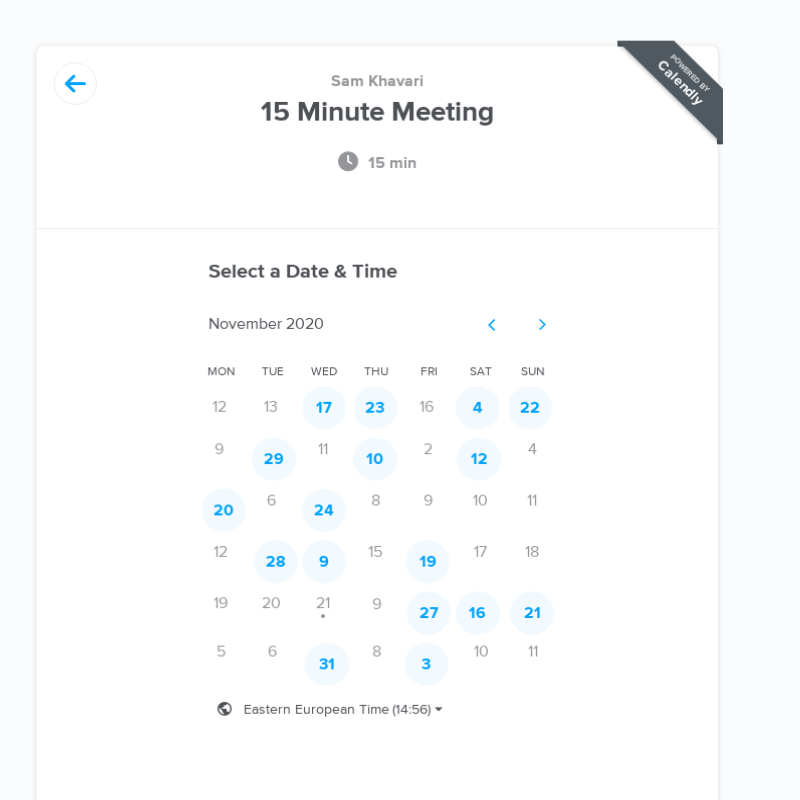 Sam Khavari
15 Minute Meeting
POWERED BY
Calendly
15 min
Select a Date & Time
November 2020
MON TUE WED THU FRI SAT SUN
12 13 17 23 16 4 22
9 29 11 10 2 12 4
20 6 24 8 9 10 11
12 28 9 15 19 17 18
19 20 21 9 27 16 21
5 6 31 8 3 10 11
Eastern European Time (14:56)